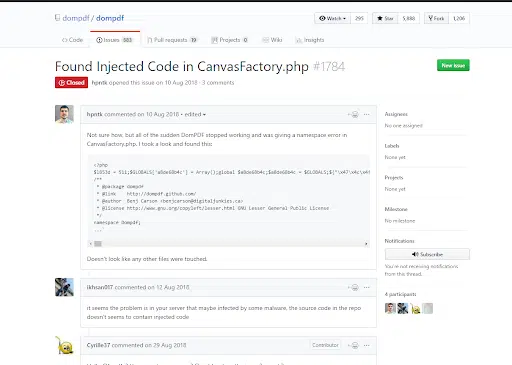 dompdf / dompdf
Watch 295 Star 5,888 Fork 1,206
Code Issues 383 Pull requests 19 Projects 0 Wiki Insights
Found Injected Code in CanvasFactory.php #1784
New issue
Closed hpntk opened this issue on 10 Aug 2018 · 3 comments
hpntk commented on 10 Aug 2018 • edited
Not sure how, but all of the sudden DomPDF stopped working and was giving a namespace error in
CanvasFactory.php. I took a look and found this:
<?php
= 511;$GLOBALS['a8de60b4c'] = Array();global $a8de60b4c;$a8de60b4c = $GLOBALS;
/**
* @package dompdf
* @link http://dompdf.github.com/
* @author Benj Carson <benjcarson@digitaljunkies.ca>
* @license http://www.gnu.org/copyleft/lesser.html GNU Lesser General Public License
*/
namespace Dompdf;
...`
Doesn't look like any other files were touched.
ikhsan017 commented on 12 Aug 2018
it seems the problem is in your server that maybe infected by some malware, the source code in the repo
doesn't seems to contain injected code
Cyrille37 commented on 29 Aug 2018
Contributor
Assignees
No one assigned
Labels
None yet
Projects
None yet
Milestone
No milestone
Notifications
Subscribe
You're not receiving notifications
from this thread.
4 participants